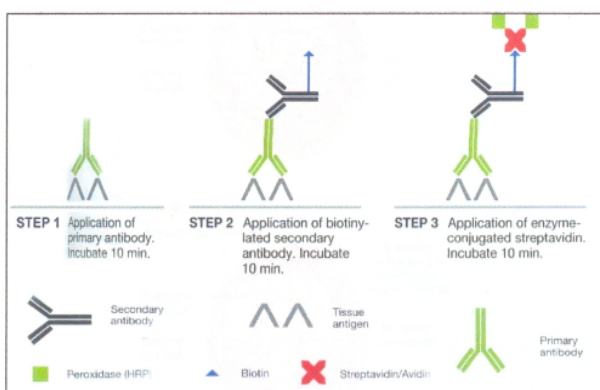 STEP 1 Application of
primary antibody.
Incubate 10 min.
STEP 2 Application of biotiny-
lated secondary
antibody. Incubate
10 min.
STEP 3 Application of enzyme-
conjugated streptavidin.
Incubate 10 min.
Secondary
antibody
Tissue
antigen
Primary
antibody
Peroxidase (HRP)
Biotin
Streptavidin/Avidin